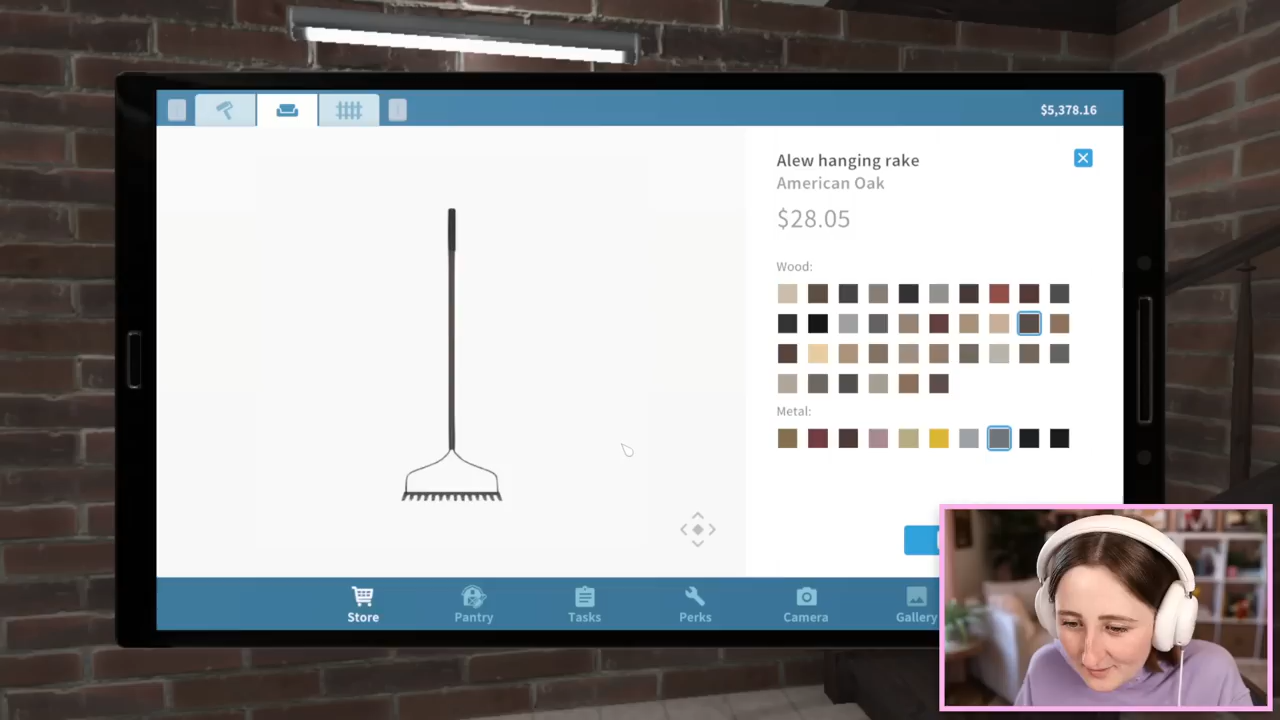 $5,378.16
Alew hanging rake
American Oak
$28.05
Wood:
Metal:
Store
Pantry
Tasks
Perks
Camera
Gallery